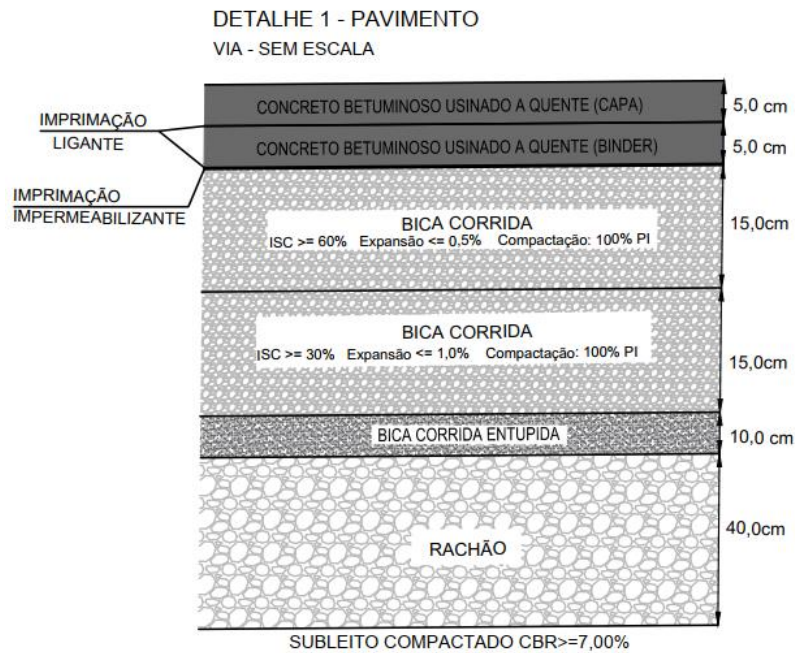 DETALHE 1 - PAVIMENTO
VIA - SEM ESCALA
CONCRETO BETUMINOSO USINADO A QUENTE (CAPA)
5,0 cm
IMPRIMAÇÃO
LIGANTE
CONCRETO BETUMINOSO USINADO A QUENTE (BINDER)
5,0 cm
IMPRIMAÇÃO
IMPERMEABILIZANTE
BICA CORRIDA
ISC >= 60% Expansão <= 0,5% Compactação: 100% PI
15,0cm
BICA CORRIDA
ISC >= 30% Expansão <= 1,0% Compactação: 100% PI
15,0cm
BICA CORRIDA ENTUPIDA
10,0 cm
RACHÃO
40,0cm
SUBLEITO COMPACTADO CBR>=7,00%